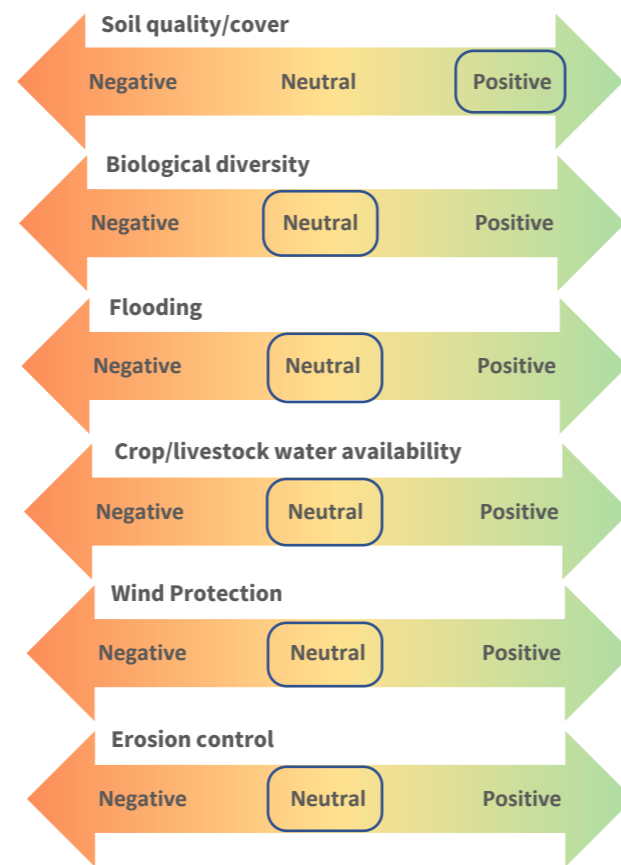 Soil quality/cover
Negative Neutral Positive
Biological diversity
Negative Neutral Positive
Flooding
Negative Neutral Positive
Crop/livestock water availability
Negative Neutral Positive
Wind Protection
Negative Neutral Positive
Erosion control
Negative Neutral Positive